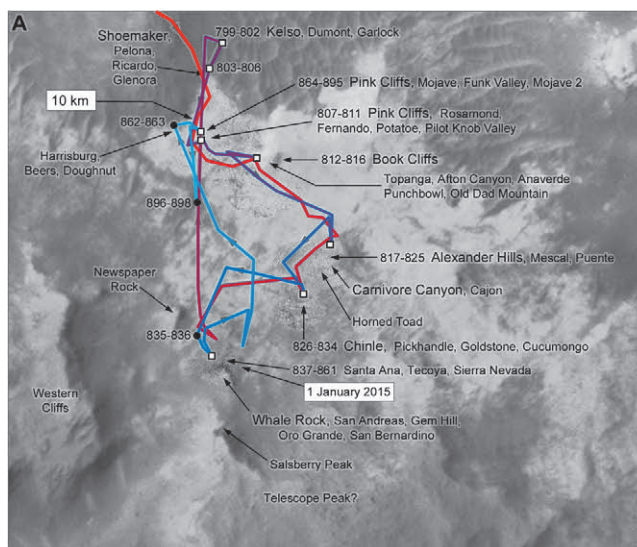 A
Shoemaker,
Pelona,
Ricardo,
Glenora
799-802 Kelso, Dumont, Garlock
803-806
864-895 Pink Cliffs, Mojave, Funk Valley, Mojave 2
10 km
862-863
807-811 Pink Cliffs, Rosamond,
Fernando, Potatoe, Pilot Knob Valley
Harrisburg,
Beers, Doughnut
812-816 Book Cliffs
Topanga, Afton Canyon, Anaverde
Punchbowl, Old Dad Mountain
896-898
817-825 Alexander Hills, Mescal, Puente
Newspaper
Rock
Carnivore Canyon, Cajon
Horned Toad
835-836
826-834 Chinle, Pickhandle, Goldstone, Cucumongo
837-861 Santa Ana, Tecoya, Sierra Nevada
1 January 2015
Western
Cliffs
Whale Rock, San Andreas, Gem Hill,
Oro Grande, San Bernardino
Salsberry Peak
Telescope Peak?